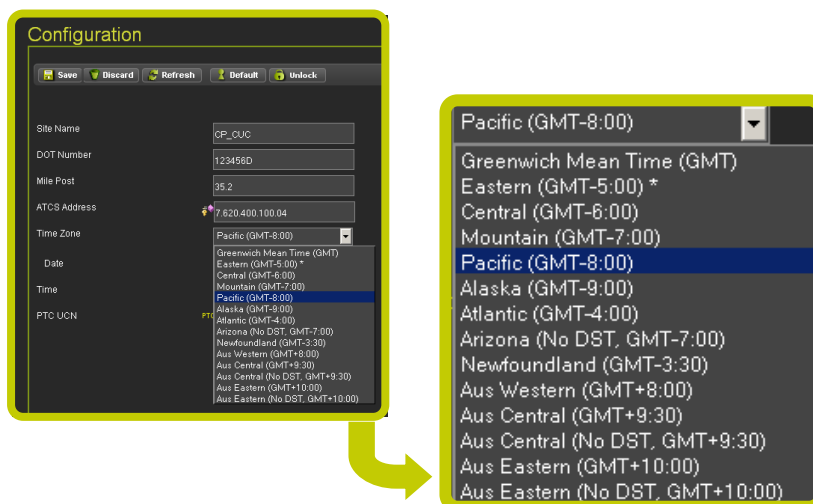 Configuration
Save Discard Refresh Default Unlock
Site Name CP_CUC
DOT Number 123456D
Mile Post 35.2
ATCS Address 7.620.400.100.04
Time Zone Pacific (GMT-8:00)
Greenwich Mean Time (GMT)
Date Eastern (GMT-5:00) *
Central (GMT-6:00)
Mountain (GMT-7:00)
Time Pacific (GMT-8:00)
Alaska (GMT-9:00)
PTC UCN PTC Atlantic (GMT-4:00)
Arizona (No DST, GMT-7:00)
Newfoundland (GMT-3:30)
Aus Western (GMT+8:00)
Aus Central (GMT+9:30)
Aus Central (No DST, GMT+9:30)
Aus Eastern (GMT+10:00)
Aus Eastern (No DST, GMT+10:00)
Pacific (GMT-8:00)
Greenwich Mean Time (GMT)
Eastern (GMT-5:00) *
Central (GMT-6:00)
Mountain (GMT-7:00)
Pacific (GMT-8:00)
Alaska (GMT-9:00)
Atlantic (GMT-4:00)
Arizona (No DST, GMT-7:00)
Newfoundland (GMT-3:30)
Aus Western (GMT+8:00)
Aus Central (GMT+9:30)
Aus Central (No DST, GMT+9:30)
Aus Eastern (GMT+10:00)
Aus Eastern (No DST, GMT+10:00)